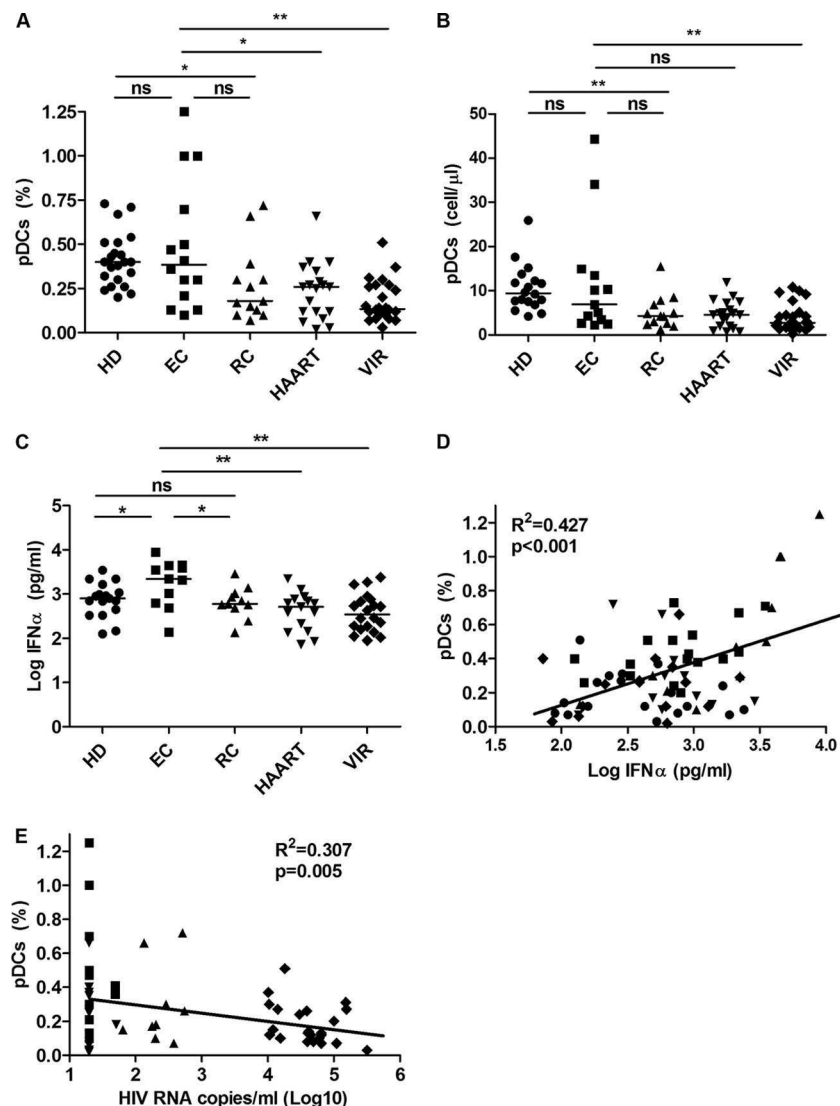 A
**
*
*
ns ns
1.25
1.00
0.75
0.50
0.25
0.00
pDCs (%)
HD EC RC HAART VIR
B
**
ns
**
ns ns
50
40
30
20
10
0
pDCs (cell/µl)
HD EC RC HAART VIR
C
**
**
ns
* *
5
4
3
2
1
0
Log IFNα (pg/ml)
HD EC RC HAART VIR
D
R²=0.427
p<0.001
1.2
1.0
0.8
0.6
0.4
0.2
0.0
pDCs (%)
1.5 2.0 2.5 3.0 3.5 4.0
Log IFNα (pg/ml)
E
R²=0.307
p=0.005
1.2
1.0
0.8
0.6
0.4
0.2
0.0
pDCs (%)
1 2 3 4 5 6
HIV RNA copies/ml (Log10)